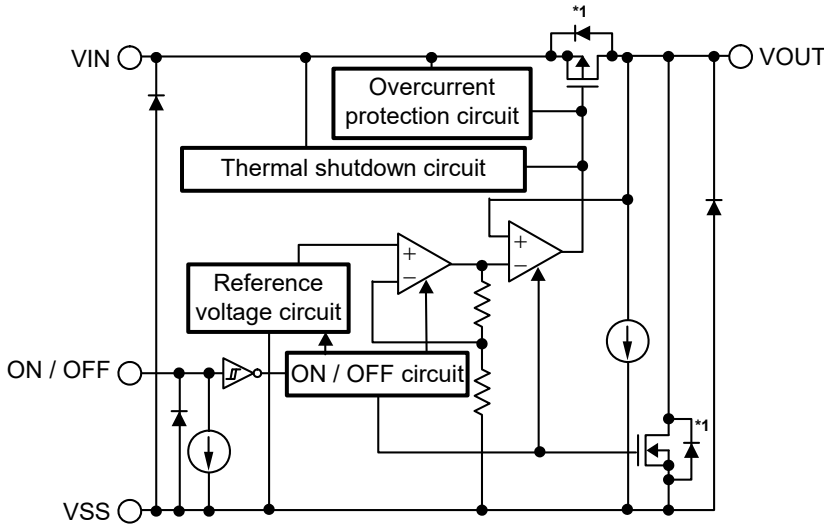 *1
VIN
VOUT
Overcurrent
protection circuit
Thermal shutdown circuit
+
−
+
−
Reference
voltage circuit
ON / OFF
ON / OFF circuit
*1
VSS